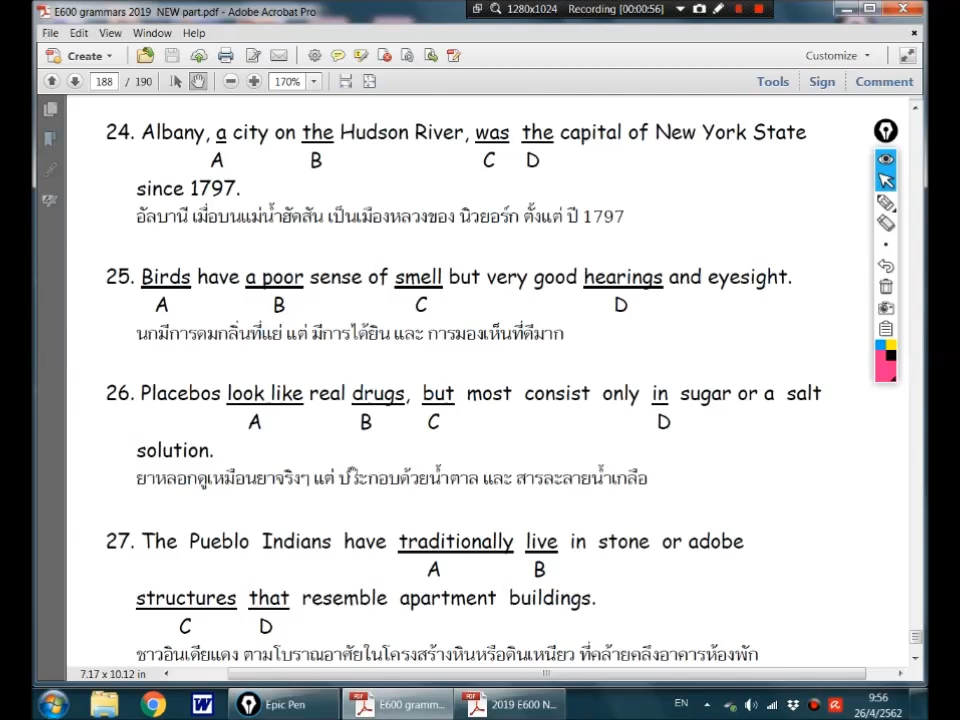 E600 grammars 2019 NEW part.pdf - Adobe Acrobat Pro
1280x1024 Recording [00:00:56]
File Edit View Window Help
Create Customize
188 / 190 170% Tools Sign Comment
24. Albany, a city on the Hudson River, was the capital of New York State
A B C D
since 1797.
อัลบานี เมื่อบนแม่น้ำฮัดสัน เป็นเมืองหลวงของ นิวยอร์ก ตั้งแต่ ปี 1797
25. Birds have a poor sense of smell but very good hearings and eyesight.
A B C D
นกมีการดมกลิ่นที่แย่ แต่ มีการได้ยิน และ การมองเห็นที่ดีมาก
26. Placebos look like real drugs, but most consist only in sugar or a salt
A B C D
solution.
ยาหลอกดูเหมือนยาจริงๆ แต่ ประกอบด้วยน้ำตาล และ สารละลายน้ำเกลือ
27. The Pueblo Indians have traditionally live in stone or adobe
A B
structures that resemble apartment buildings.
C D
ชาวอินเดียแดง ตามโบราณอาศัยในโครงสร้างหินหรือดินเหนียว ที่คล้ายคลึงอาคารห้องพัก
7.17 x 10.12 in
Epic Pen E600 gramm... 2019 E600 N... EN 9:56
26/4/2562